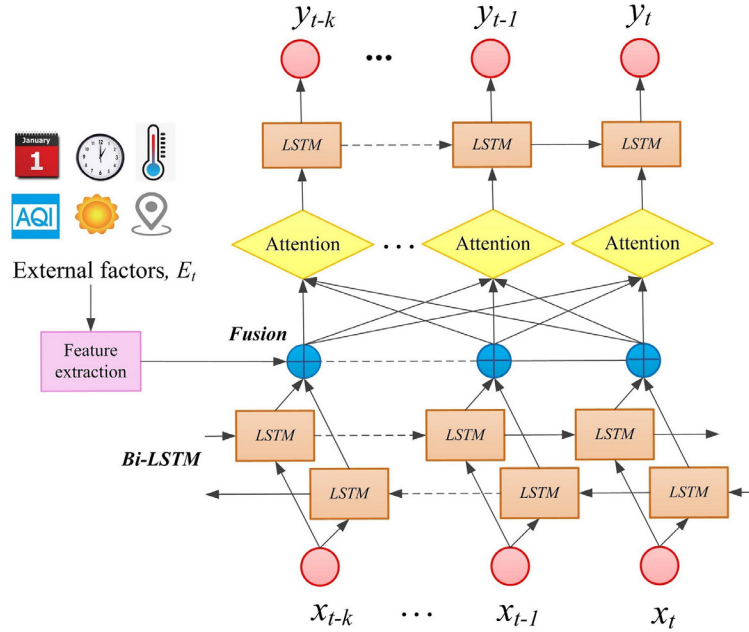 y_{t-k} ... y_{t-1} y_t
January
1
LSTM LSTM LSTM
AQI
Attention ... Attention Attention
External factors, E_t
Fusion
Feature
extraction
LSTM LSTM LSTM
Bi-LSTM
LSTM LSTM LSTM
x_{t-k} ... x_{t-1} x_t